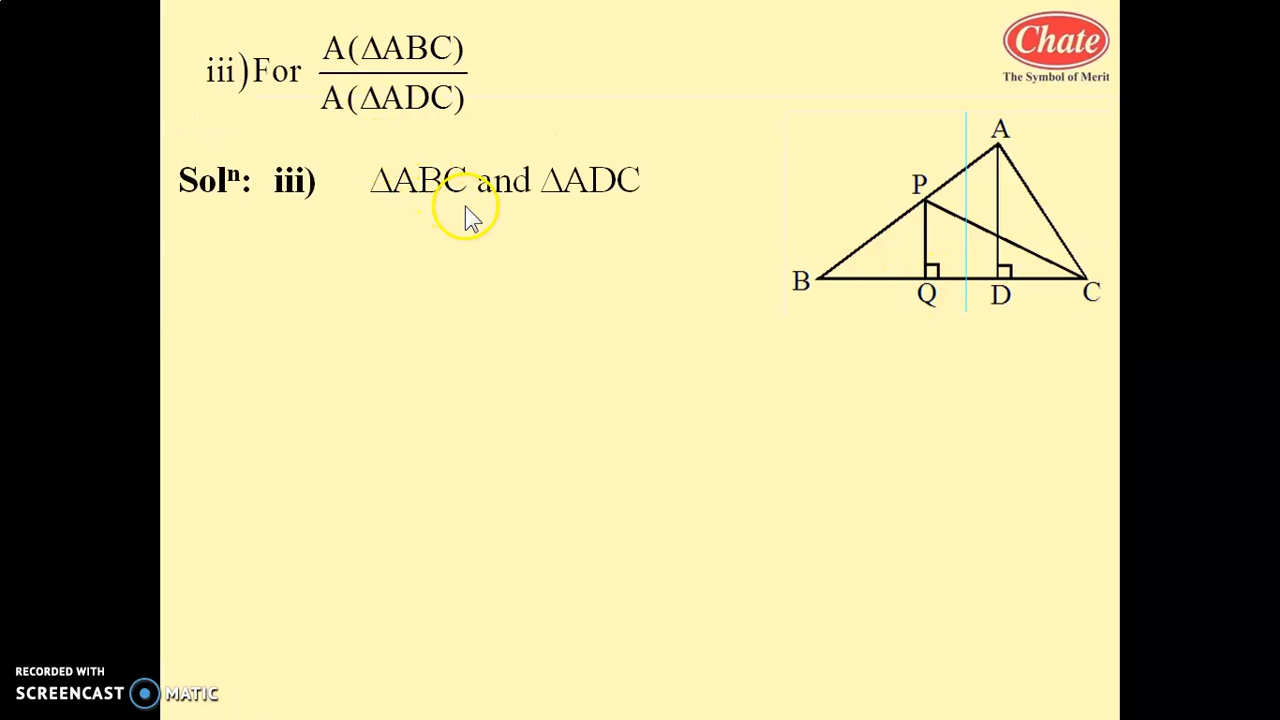 iii)For A(ΔABC)
A(ΔADC)
Chate
The Symbol of Merit
Solⁿ: iii) ΔABC and ΔADC
A
P
B
Q
D
C
RECORDED WITH
SCREENCAST MATIC